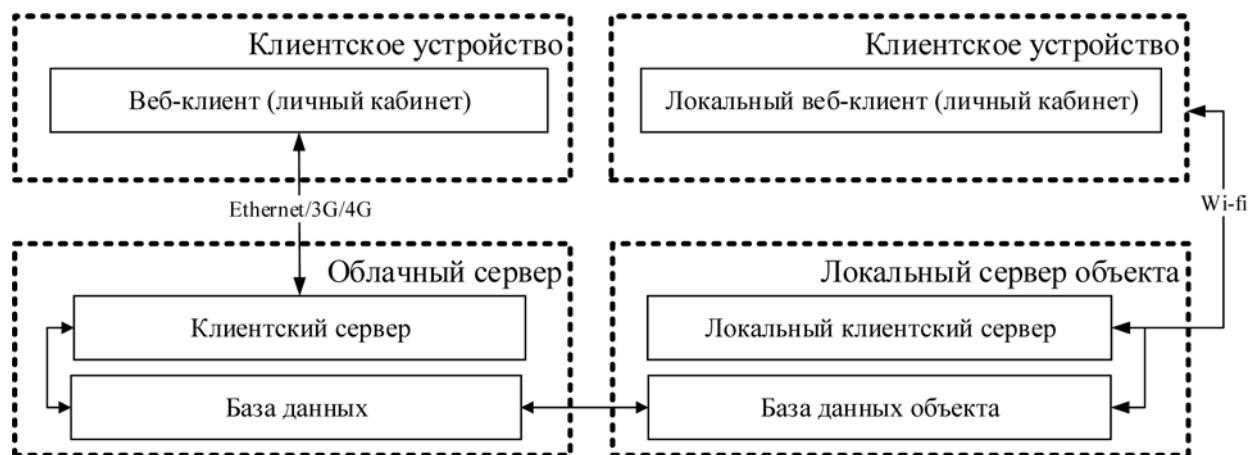 Клиентское устройство
Веб-клиент (личный кабинет)
Клиентское устройство
Локальный веб-клиент (личный кабинет)
Ethernet/3G/4G
Wi-fi
Облачный сервер
Клиентский сервер
База данных
Локальный сервер объекта
Локальный клиентский сервер
База данных объекта